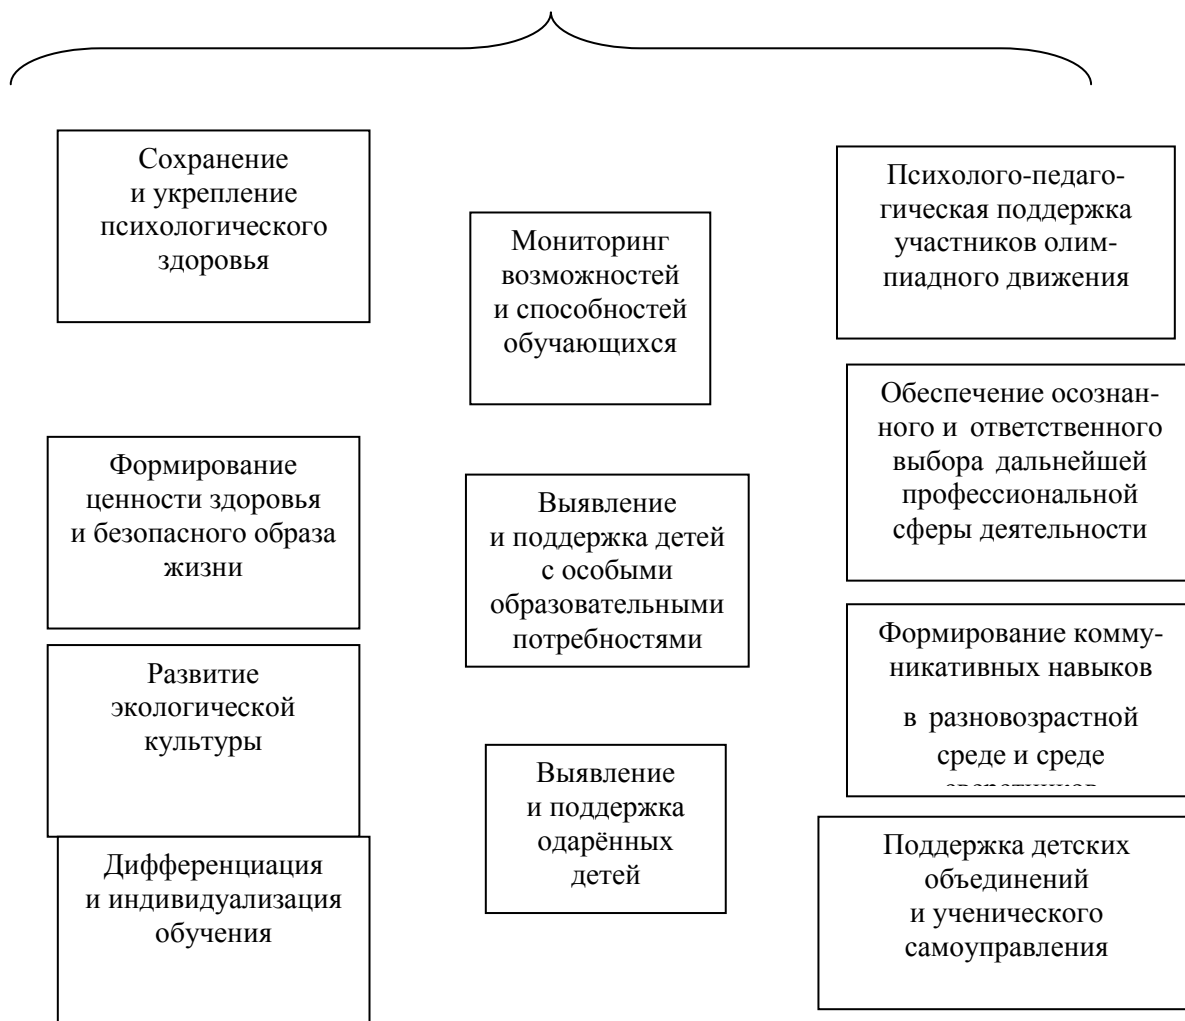 Сохранение
и укрепление
психологического
здоровья
Формирование
ценности здоровья
и безопасного образа
жизни
Развитие
экологической
культуры
Дифференциация
и индивидуализация
обучения
Мониторинг
возможностей
и способностей
обучающихся
Выявление
и поддержка детей
с особыми
образовательными
потребностями
Выявление
и поддержка
одарённых
детей
Психолого-педаго-
гическая поддержка
участников олим-
пиадного движения
Обеспечение осознан-
ного и ответственного
выбора дальнейшей
профессиональной
сферы деятельности
Формирование комму-
никативных навыков
в разновозрастной
среде и среде
Поддержка детских
объединений
и ученического
самоуправления